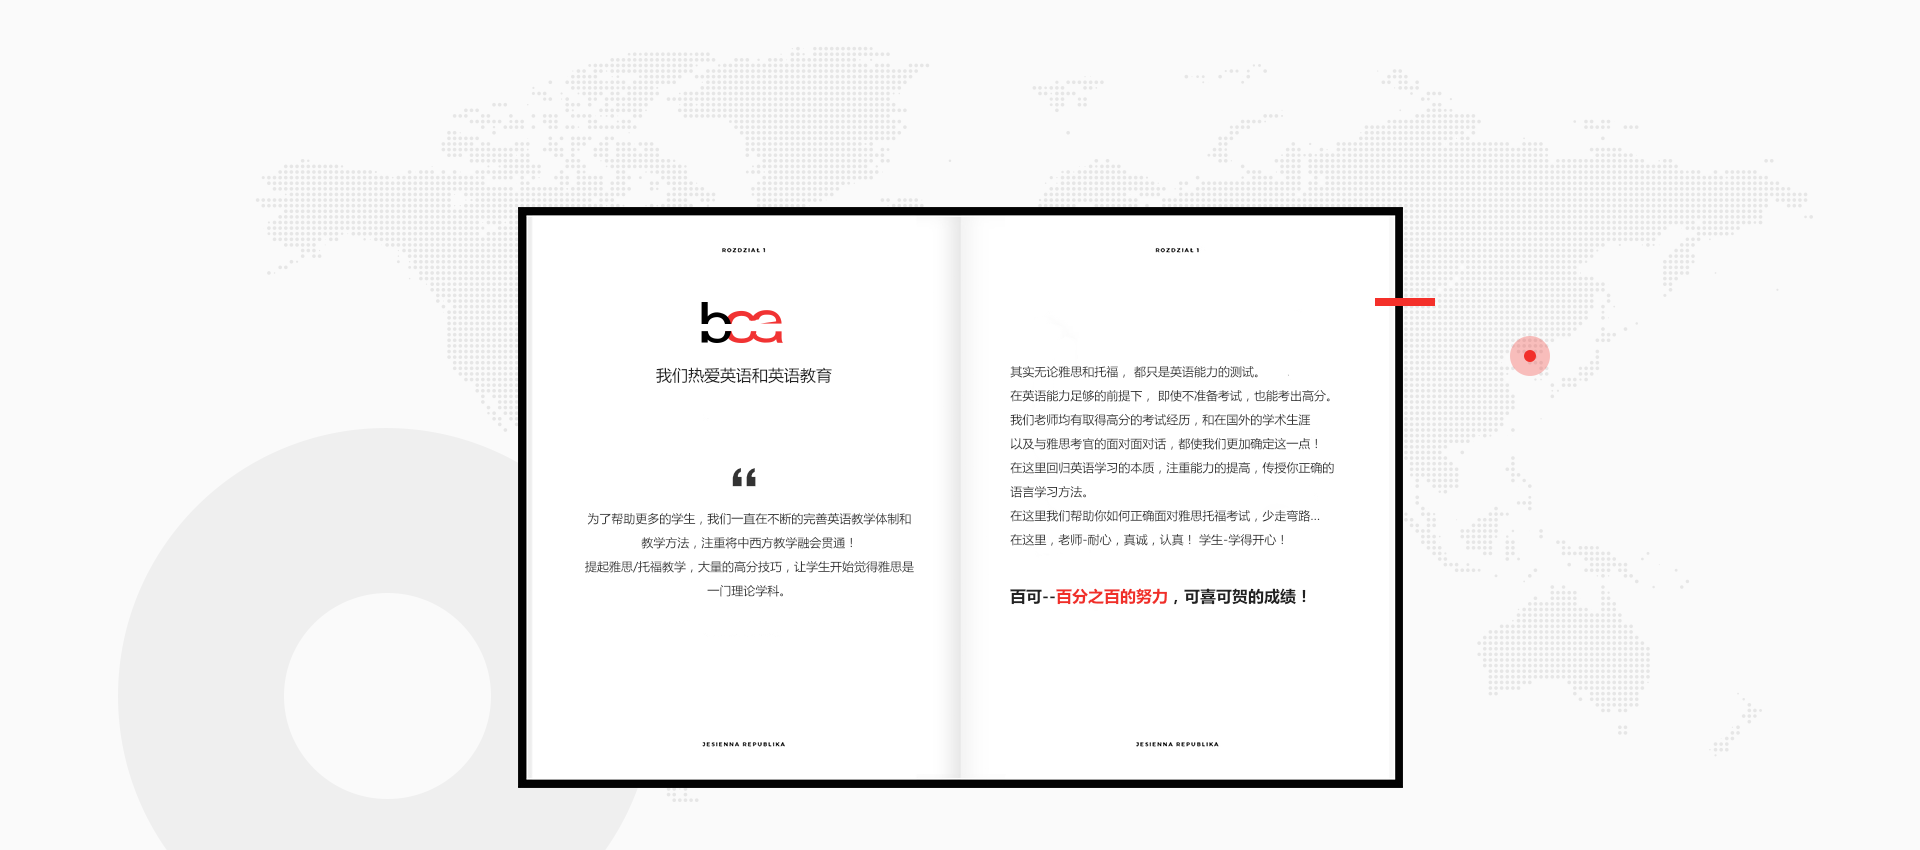 ROZDZIAŁ 1
bea
我们热爱英语和英语教育
“
为了帮助更多的学生，我们一直在不断的完善英语教学体制和
教学方法，注重将中西方教学融会贯通！
提起雅思/托福教学，大量的高分技巧，让学生开始觉得雅思是
一门理论学科。
JESIENNA REPUBLIKA
ROZDZIAŁ 1
其实无论雅思和托福， 都只是英语能力的测试。
在英语能力足够的前提下， 即使不准备考试，也能考出高分。
我们老师均有取得高分的考试经历，和在国外的学术生涯
以及与雅思考官的面对面对话，都使我们更加确定这一点！
在这里回归英语学习的本质，注重能力的提高，传授你正确的
语言学习方法。
在这里我们帮助你如何正确面对雅思托福考试，少走弯路...
在这里，老师-耐心，真诚，认真！ 学生-学得开心！
百可--百分之百的努力，可喜可贺的成绩！
JESIENNA REPUBLIKA